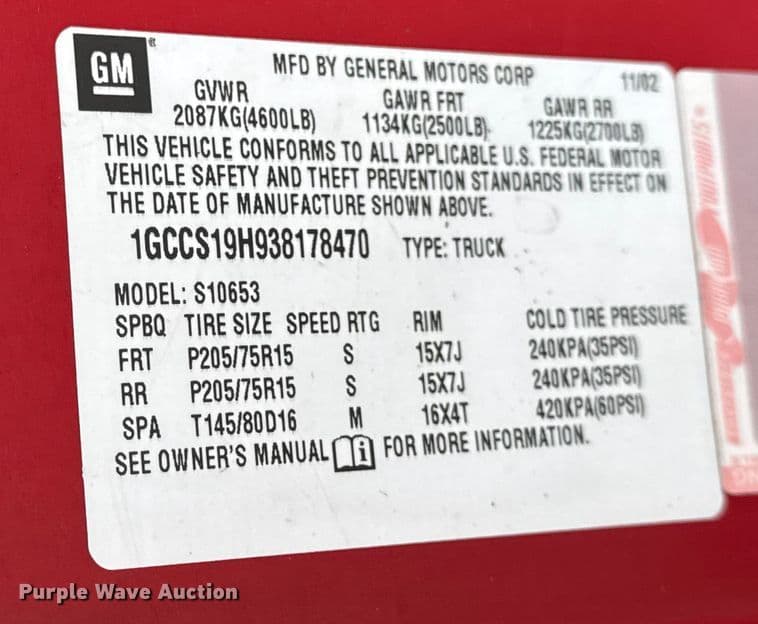 GM
MFD BY GENERAL MOTORS CORP 11/02
GVWR GAWR FRT GAWR RR
2087KG(4600LB) 1134KG(2500LB) 1225KG(2700LB)
THIS VEHICLE CONFORMS TO ALL APPLICABLE U.S. FEDERAL MOTOR
VEHICLE SAFETY AND THEFT PREVENTION STANDARDS IN EFFECT ON
THE DATE OF MANUFACTURE SHOWN ABOVE.
1GCCS19H938178470 TYPE: TRUCK
MODEL: S10653
SPBQ TIRE SIZE SPEED RTG RIM COLD TIRE PRESSURE
FRT P205/75R15 S 15X7J 240KPA(35PSI)
RR P205/75R15 S 15X7J 240KPA(35PSI)
SPA T145/80D16 M 16X4T 420KPA(60PSI)
SEE OWNER'S MANUAL i FOR MORE INFORMATION.
Purple Wave Auction